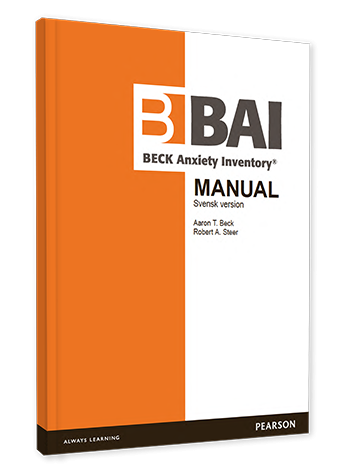 B BAI
BECK Anxiety Inventory®
MANUAL
Svensk version
Aaron T. Beck
Robert A. Steer
ALWAYS LEARNING
PEARSON